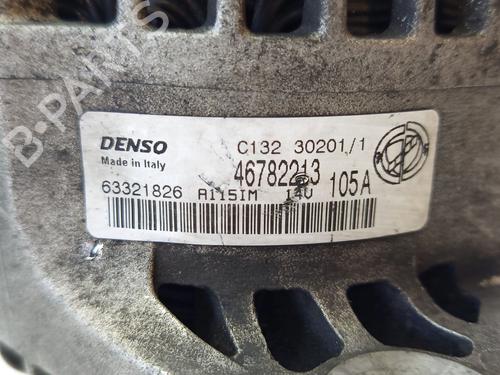 B-PARTS
DENSO
Made in Italy
C132 30201/1
46782213
63321826 A115IM 14V 105A